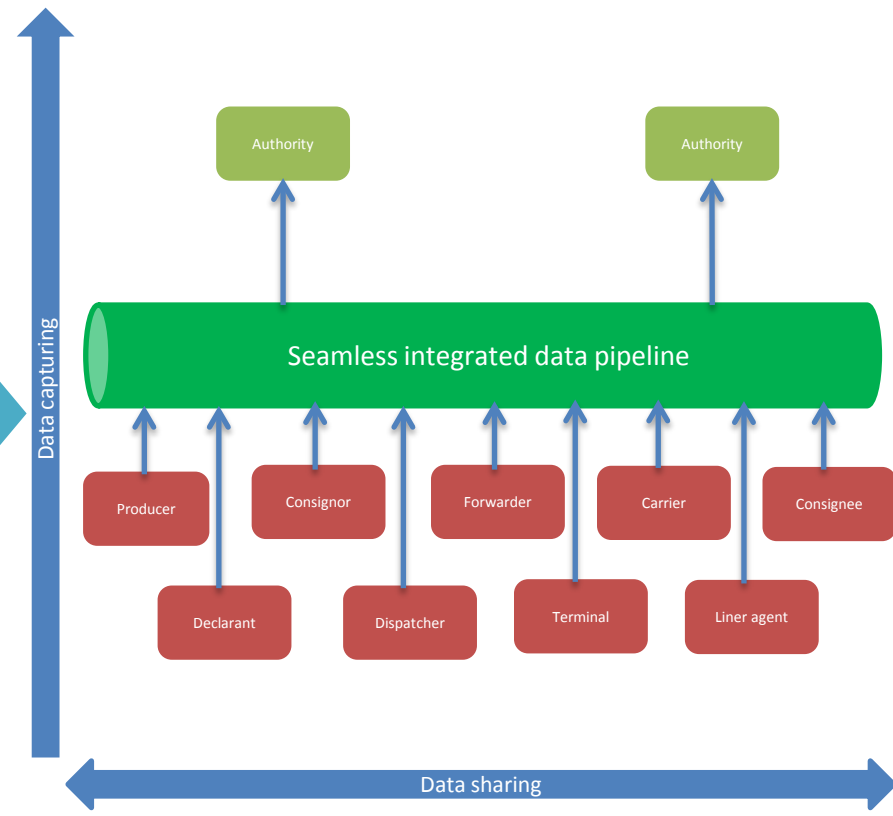 Authority
Authority
Data capturing
Seamless integrated data pipeline
Producer
Consignor
Forwarder
Carrier
Consignee
Declarant
Dispatcher
Terminal
Liner agent
Data sharing